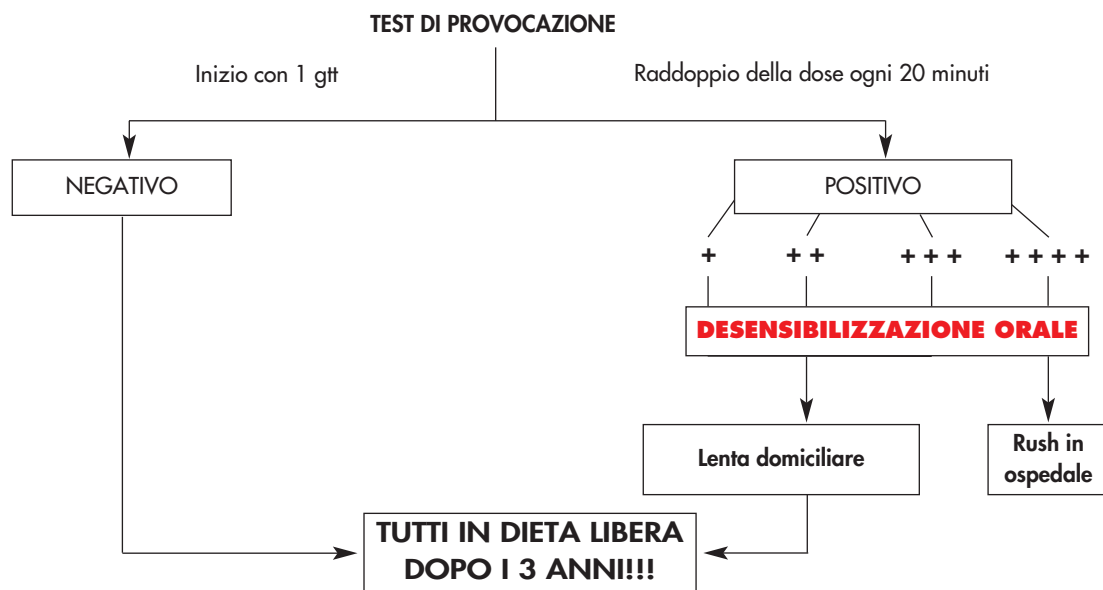 TEST DI PROVOCAZIONE
Inizio con 1 gtt
Raddoppio della dose ogni 20 minuti
NEGATIVO
POSITIVO
+
+ +
+ + +
+ + + +
DESENSIBILIZZAZIONE ORALE
Lenta domiciliare
Rush in
ospedale
TUTTI IN DIETA LIBERA
DOPO I 3 ANNI!!!